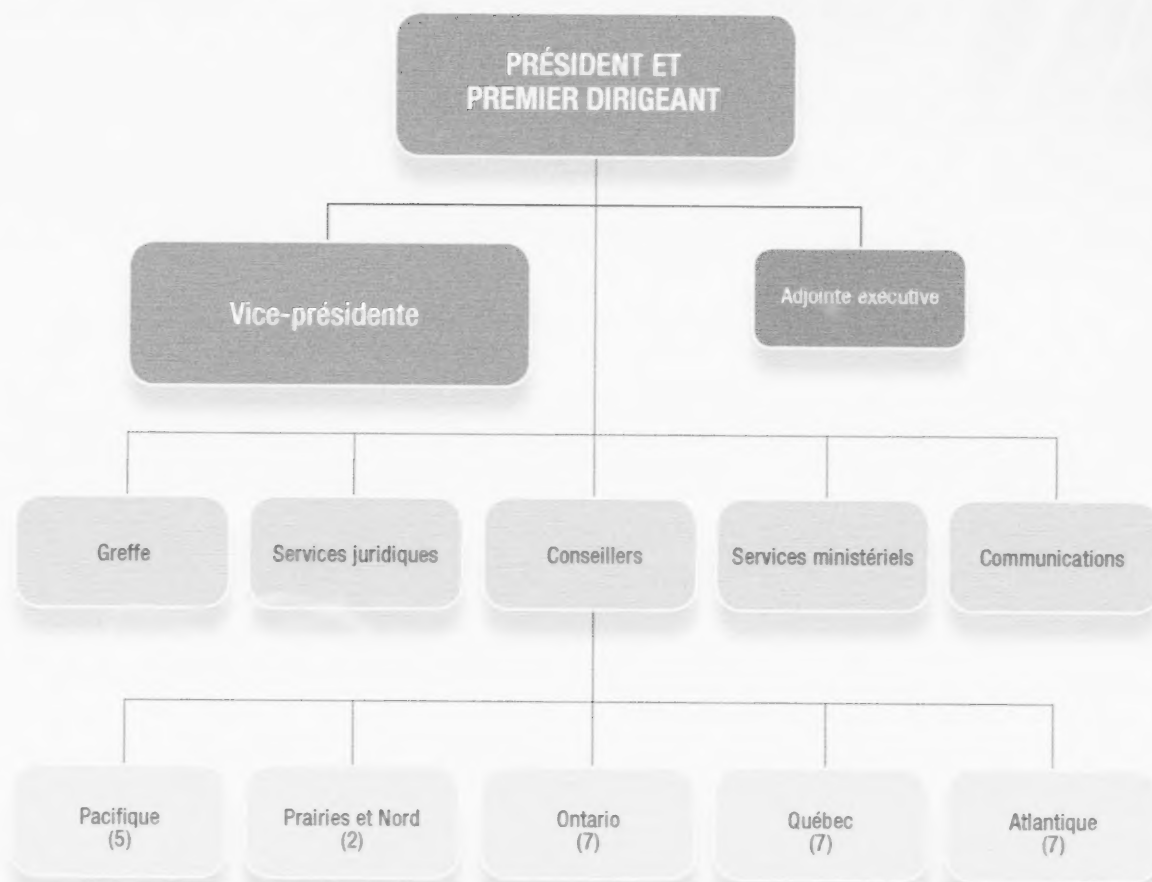 PRÉSIDENT ET
PREMIER DIRIGEANT
Vice-présidente
Adjointe exécutive
Greffe
Services juridiques
Conseillers
Services ministériels
Communications
Pacifique
(5)
Prairies et Nord
(2)
Ontario
(7)
Québec
(7)
Atlantique
(7)